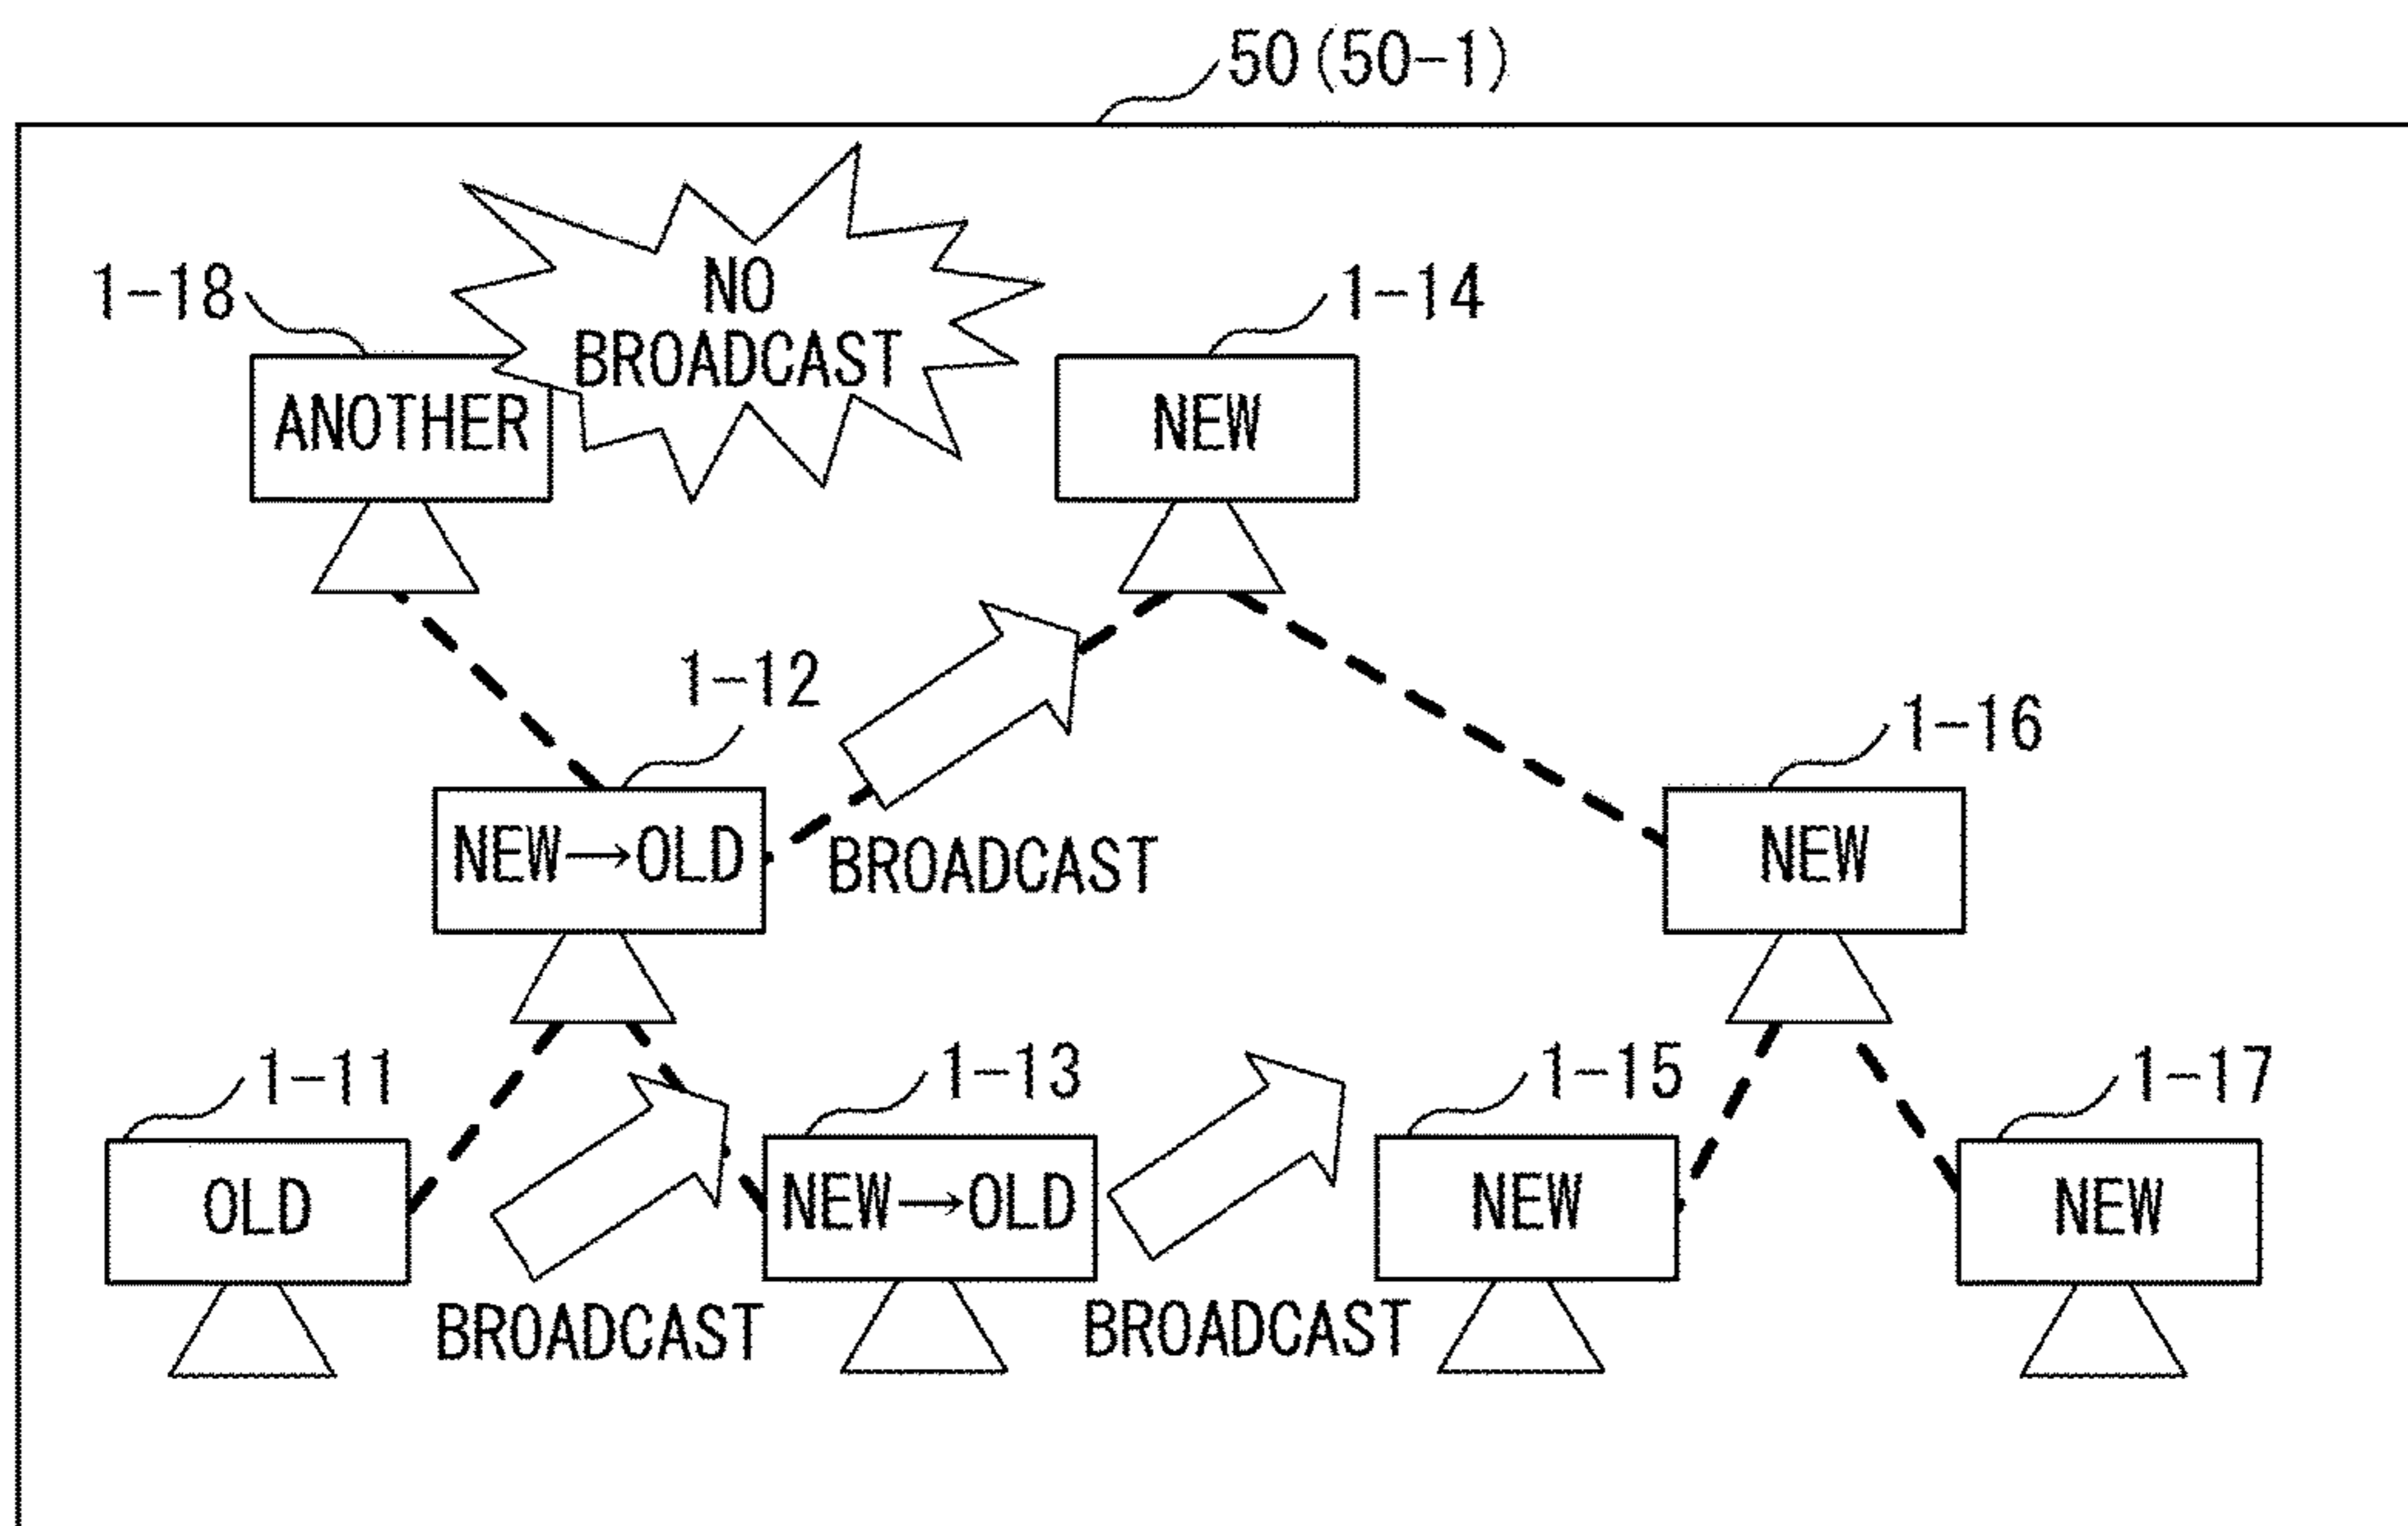 50(50-1)
NO
BROADCAST
1-18
1-14
ANOTHER
NEW
1-12
1-16
NEW→OLD
BROADCAST
NEW
1-11
1-13
1-15
1-17
OLD
NEW→OLD
NEW
NEW
BROADCAST
BROADCAST